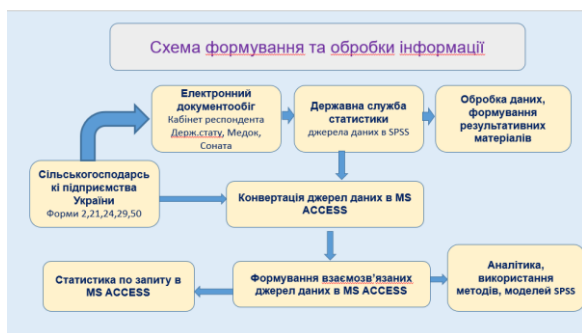 Схема формування та обробки інформації
Електронний
документообіг
Кабінет респондента
Держ.стату, Медок,
Соната
Державна служба
статистики
джерела даних в SPSS
Обробка даних,
формування
результативних
матеріалів
Сільськогосподарсь
кі підприємства
України
Форми 2,21,24,29,50
Конвертація джерел даних в MS
ACCESS
Статистика по запиту в
MS ACCESS
Формування взаємозв’язаних
джерел даних в MS ACCESS
Аналітика,
використання
методів, моделей SPSS